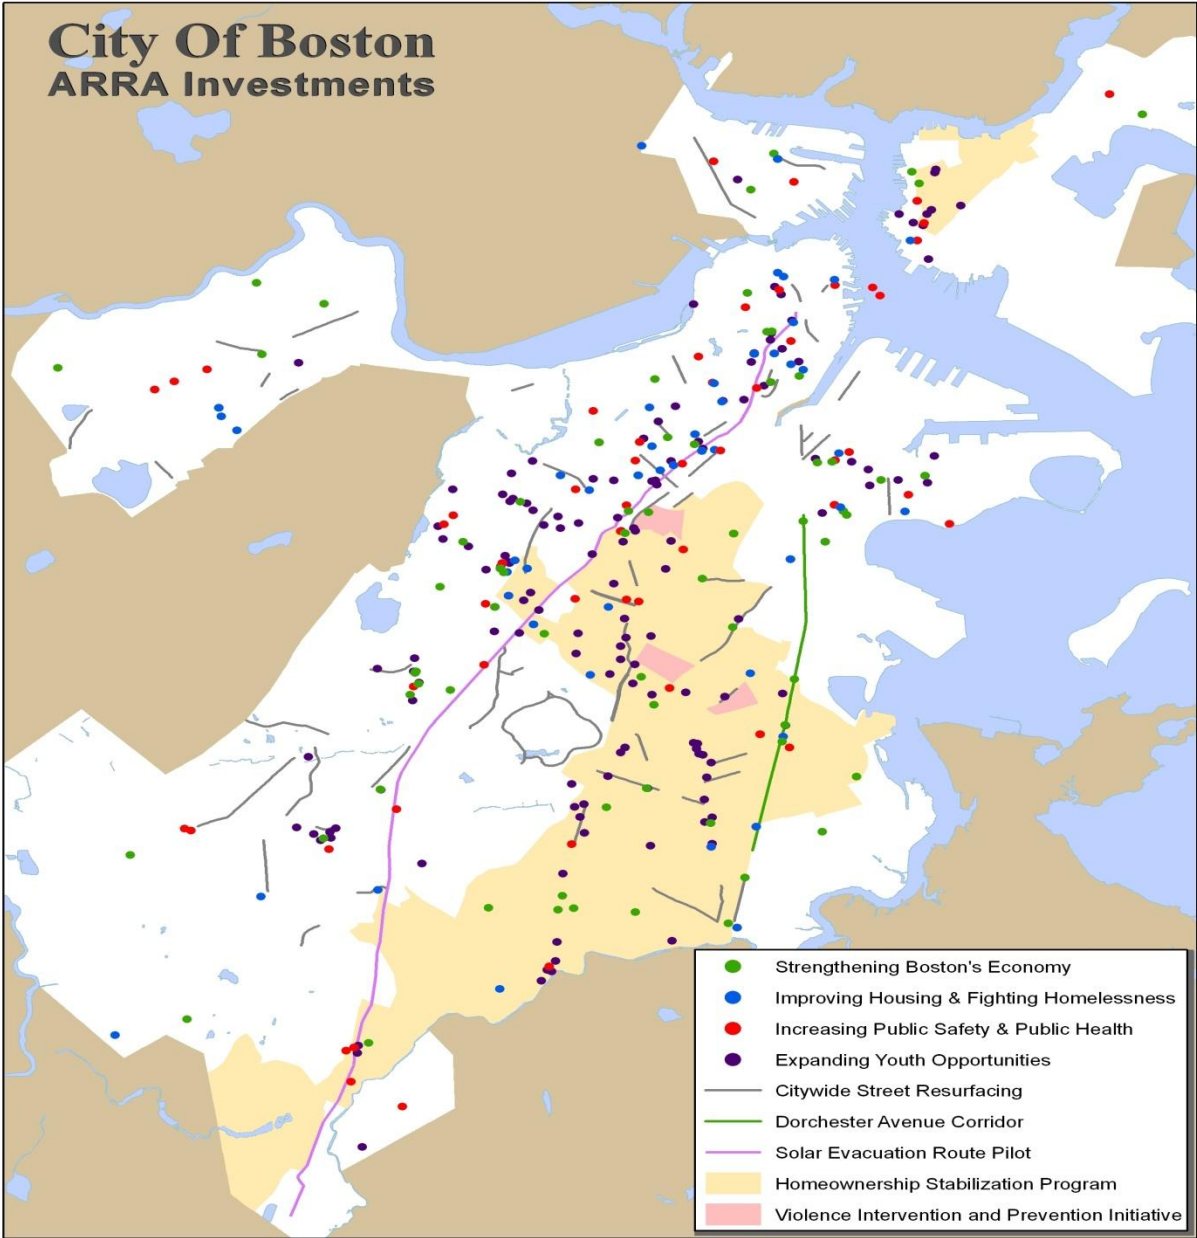 City Of Boston
ARRA Investments
Strengthening Boston's Economy
Improving Housing & Fighting Homelessness
Increasing Public Safety & Public Health
Expanding Youth Opportunities
Citywide Street Resurfacing
Dorchester Avenue Corridor
Solar Evacuation Route Pilot
Homeownership Stabilization Program
Violence Intervention and Prevention Initiative